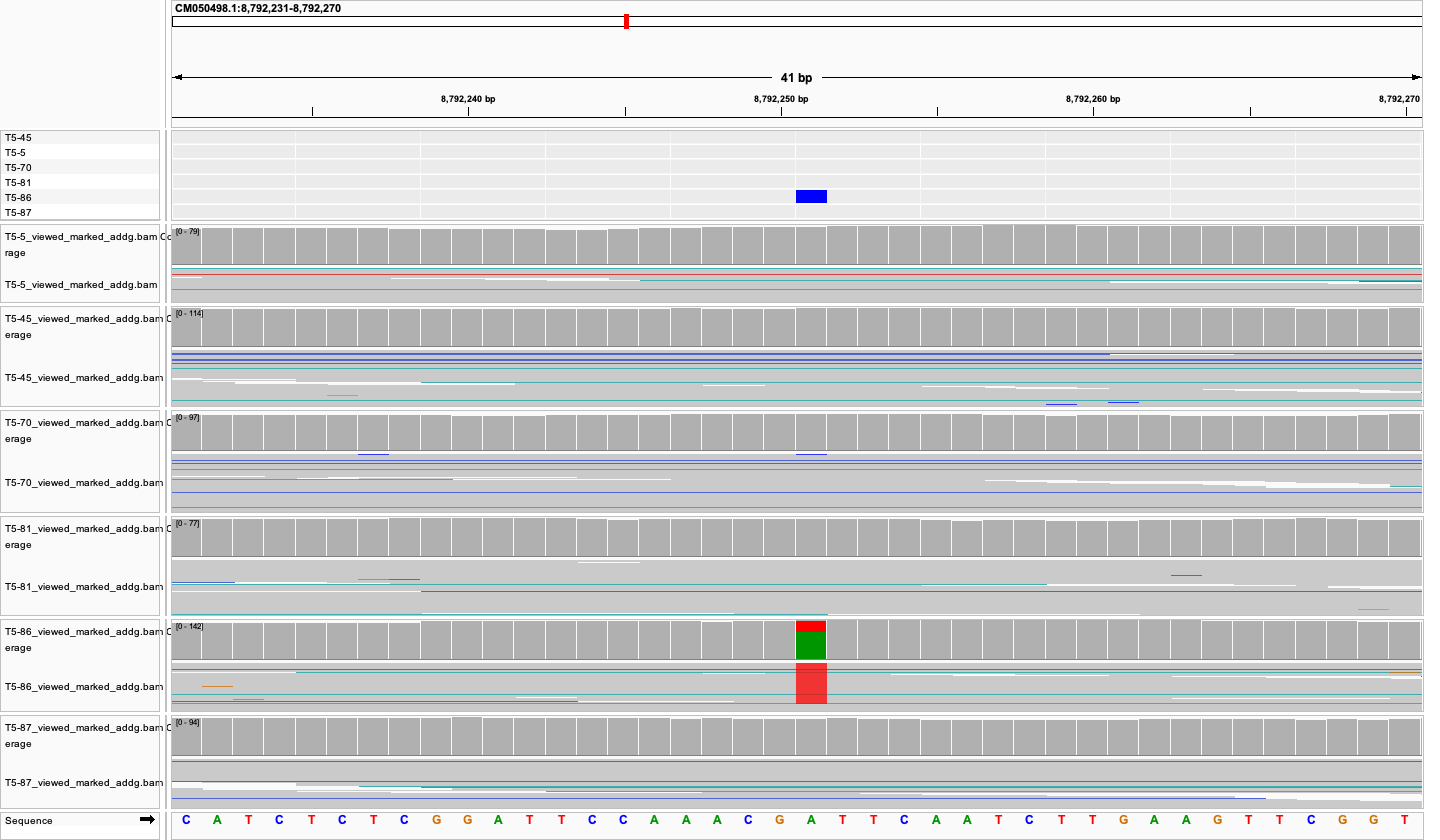 CM050498.1:8,792,231-8,792,270
41 bp
8,792,240 bp 8,792,250 bp 8,792,260 bp 8,792,270
T5-45
T5-5
T5-70
T5-81
T5-86
T5-87
T5-5_viewed_marked_addg.bam Co [0 - 79]
rage
T5-5_viewed_marked_addg.bam
T5-45_viewed_marked_addg.bam C [0 - 114]
erage
T5-45_viewed_marked_addg.bam
T5-70_viewed_marked_addg.bam C [0 - 97]
erage
T5-70_viewed_marked_addg.bam
T5-81_viewed_marked_addg.bam C [0 - 77]
erage
T5-81_viewed_marked_addg.bam
T5-86_viewed_marked_addg.bam C [0 - 142]
erage
T5-86_viewed_marked_addg.bam
T5-87_viewed_marked_addg.bam C [0 - 94]
erage
T5-87_viewed_marked_addg.bam
Sequence C A T C T C T C G G A T T C C A A A C G A T T C A A T C T T G A A G T T C G G T